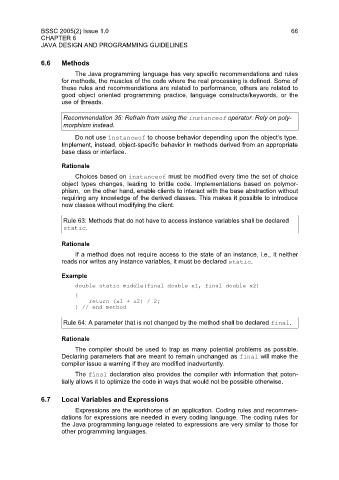 BSSC 2005(2) Issue 1.0 66
CHAPTER 6
JAVA DESIGN AND PROGRAMMING GUIDELINES
6.6 Methods
The Java programming language has very specific recommendations and rules
for methods, the muscles of the code where the real processing is defined. Some of
these rules and recommendations are related to performance, others are related to
good object oriented programming practice, language constructs/keywords, or the
use of threads.
Recommendation 35: Refrain from using the instanceof operator. Rely on poly-
morphism instead.
Do not use instanceof to choose behavior depending upon the object's type.
Implement, instead, object-specific behavior in methods derived from an appropriate
base class or interface.
Rationale
Choices based on instanceof must be modified every time the set of choice
object types changes, leading to brittle code. Implementations based on polymor-
phism, on the other hand, enable clients to interact with the base abstraction without
requiring any knowledge of the derived classes. This makes it possible to introduce
new classes without modifying the client.
Rule 63: Methods that do not have to access instance variables shall be declared
static.
Rationale
If a method does not require access to the state of an instance, i.e., it neither
reads nor writes any instance variables, it must be declared static.
Example
double static middle(final double x1, final double x2)
{
return (x1 + x2) / 2;
} // end method
Rule 64: A parameter that is not changed by the method shall be declared final.
Rationale
The compiler should be used to trap as many potential problems as possible.
Declaring parameters that are meant to remain unchanged as final will make the
compiler issue a warning if they are modified inadvertently.
The final declaration also provides the compiler with information that poten-
tially allows it to optimize the code in ways that would not be possible otherwise.
6.7 Local Variables and Expressions
Expressions are the workhorse of an application. Coding rules and recommen-
dations for expressions are needed in every coding language. The coding rules for
the Java programming language related to expressions are very similar to those for
other programming languages.